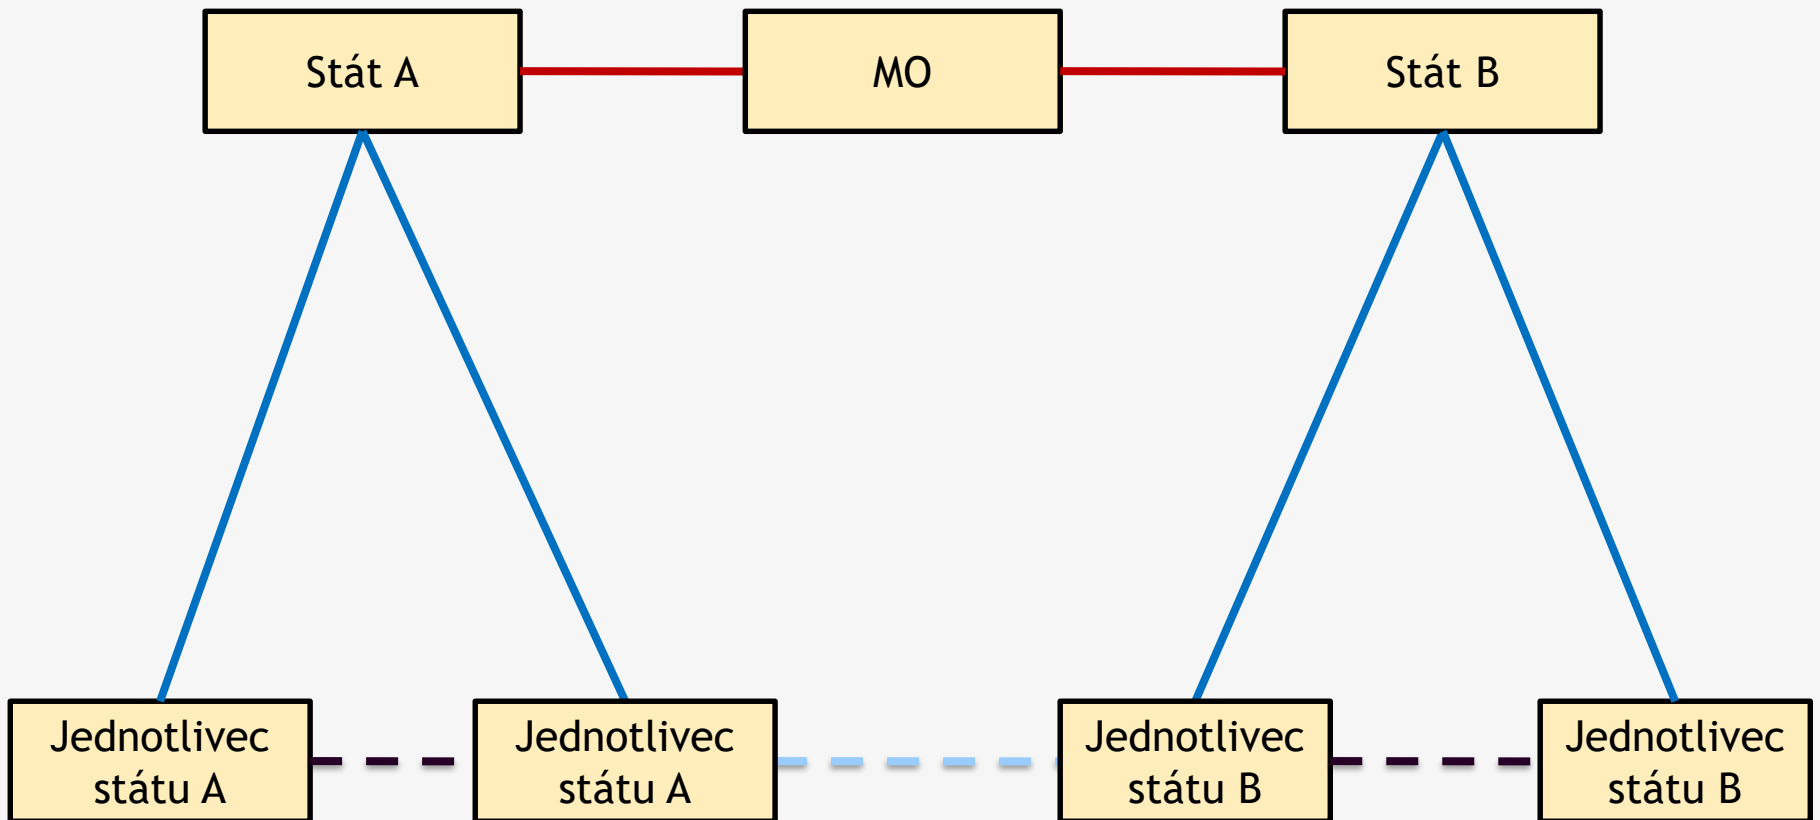 Stát A
MO
Stát B
Jednotlivec
státu A
Jednotlivec
státu A
Jednotlivec
státu B
Jednotlivec
státu B